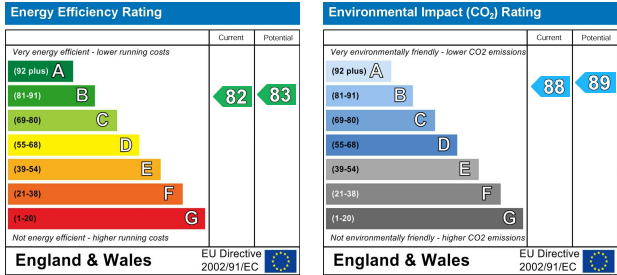 Energy Efficiency Rating
Current Potential
Very energy efficient - lower running costs
(92 plus) A
(81-91) B
82 83
(69-80) C
(55-68) D
(39-54) E
(21-38) F
(1-20) G
Not energy efficient - higher running costs
England & Wales
EU Directive
2002/91/EC
Environmental Impact (CO2) Rating
Current Potential
Very environmentally friendly - lower CO2 emissions
(92 plus) A
(81-91) B
88 89
(69-80) C
(55-68) D
(39-54) E
(21-38) F
(1-20) G
Not environmentally friendly - higher CO2 emissions
England & Wales
EU Directive
2002/91/EC